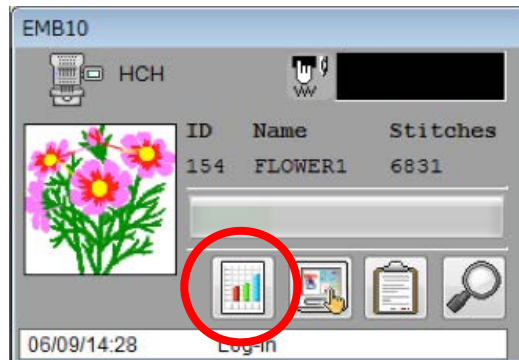 EMB10
HCH
ID Name Stitches
154 FLOWER1 6831
06/09/14:28 Log-in